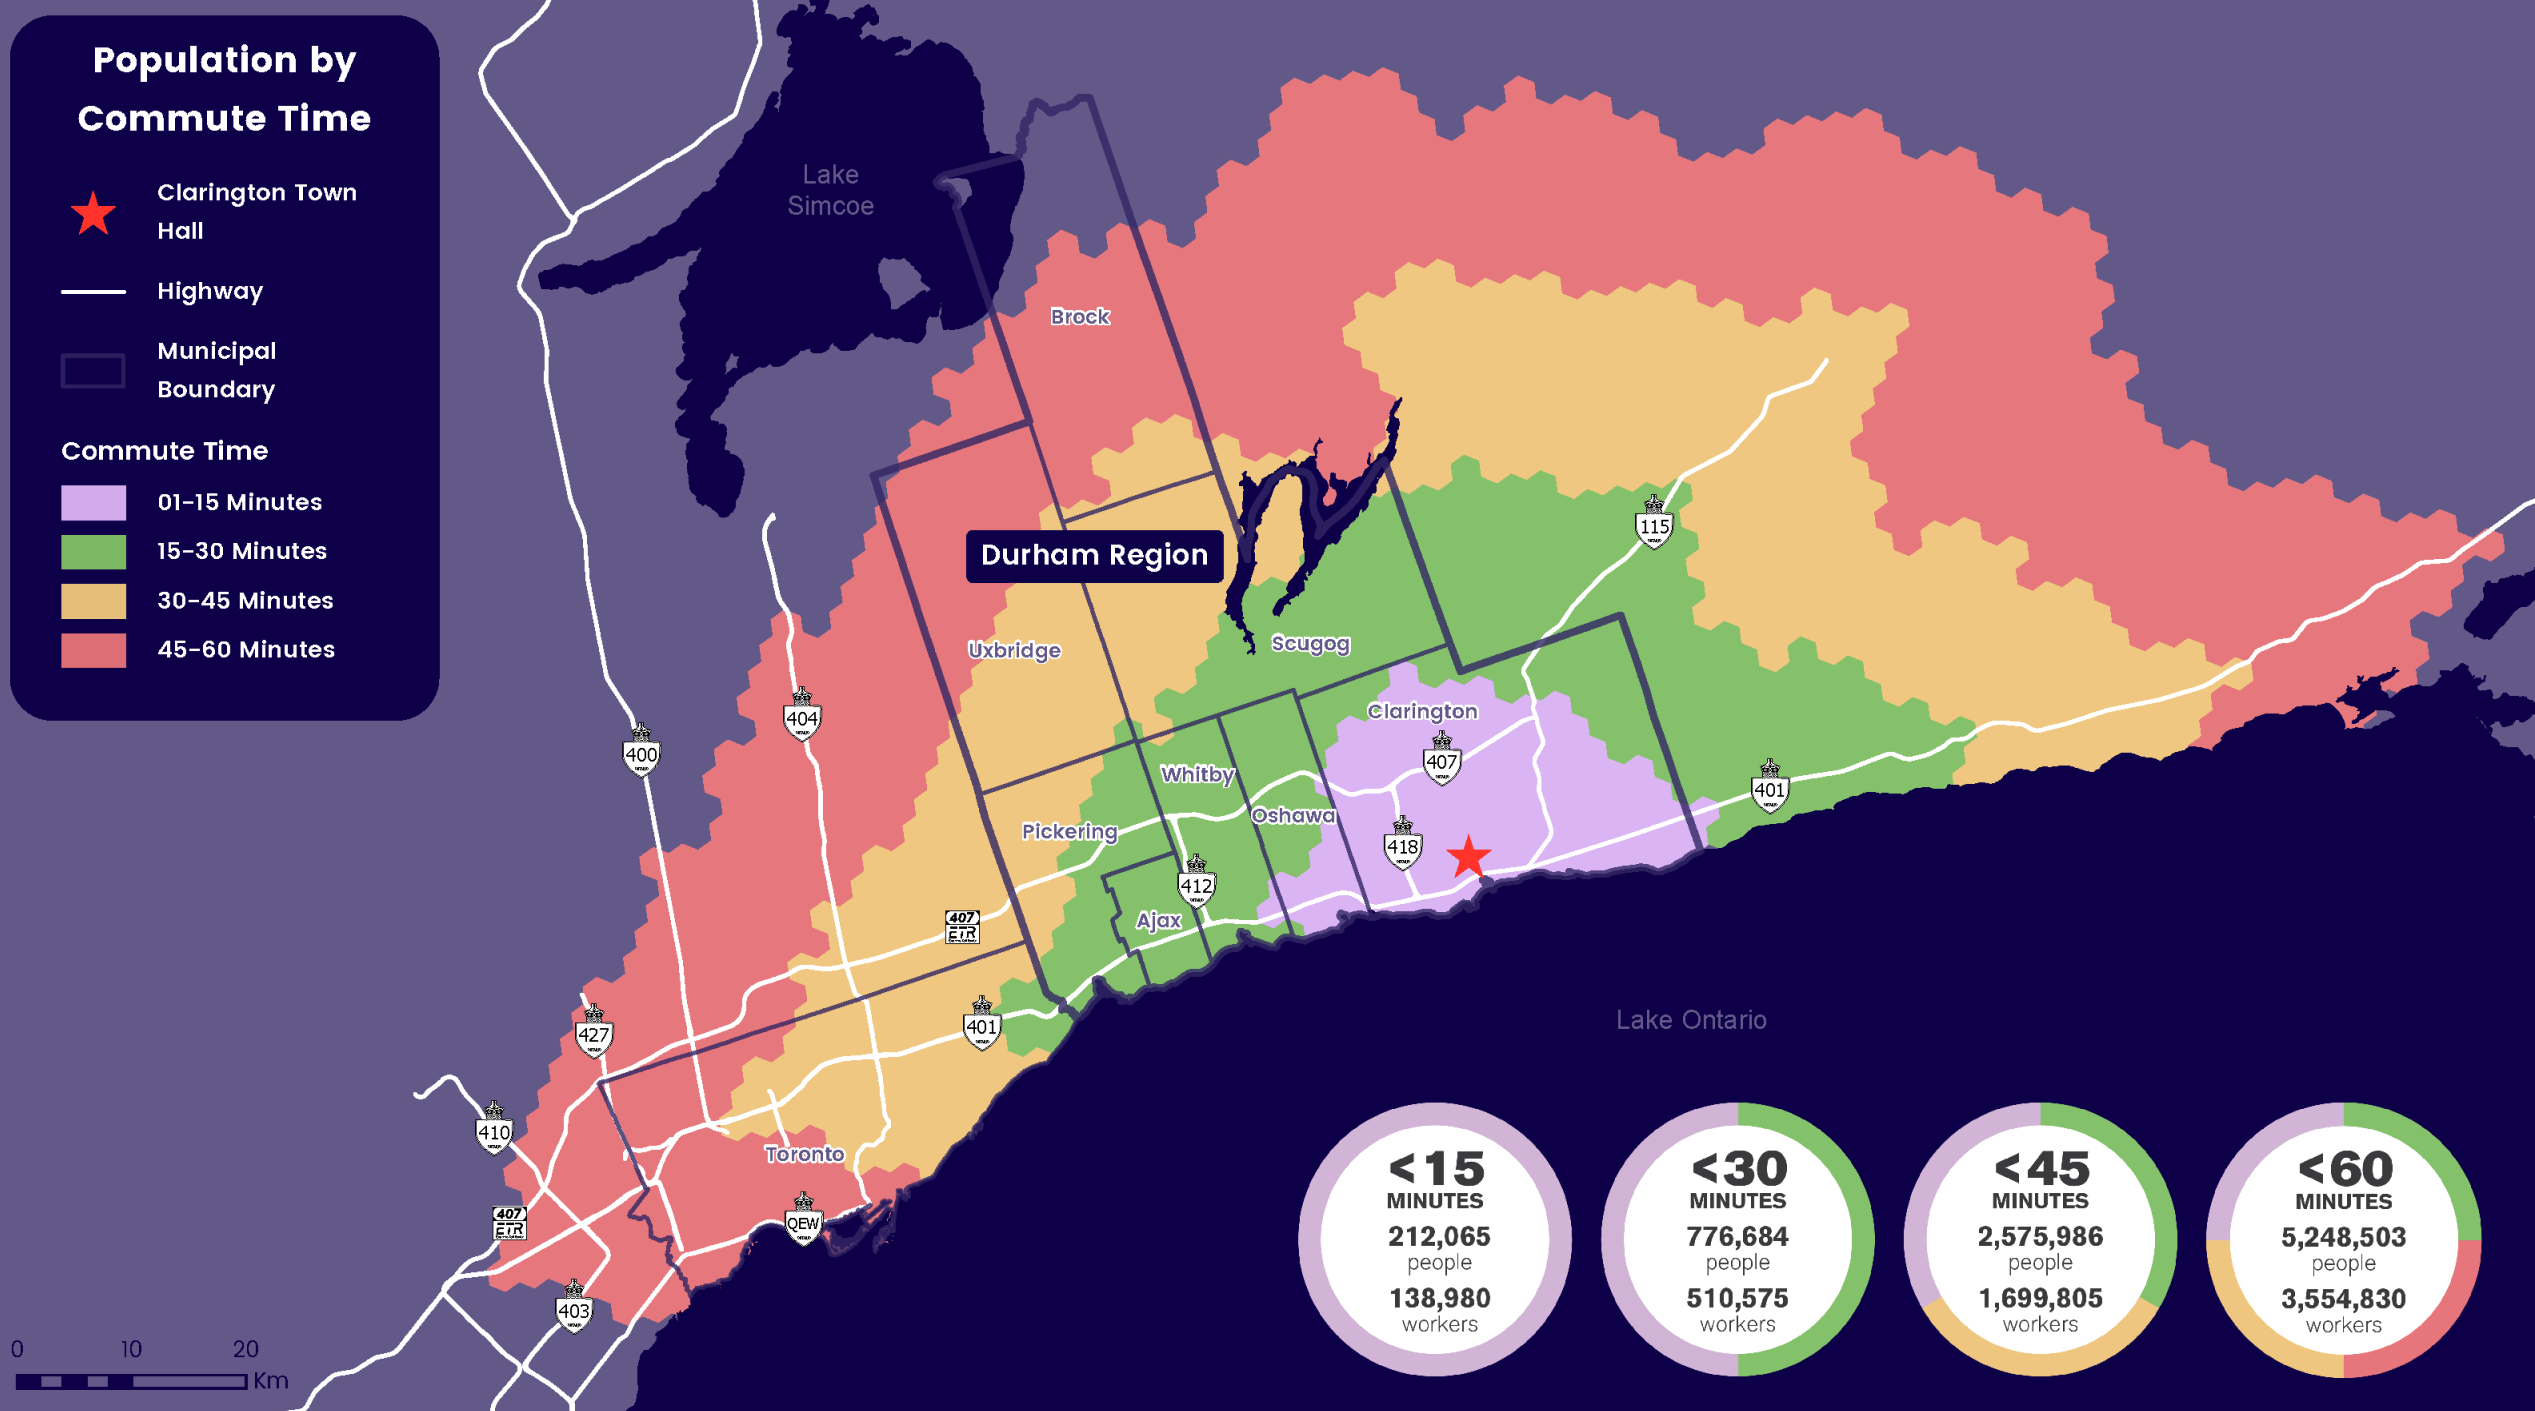 Population by
Commute Time
Clarington Town
Hall
Highway
Municipal
Boundary
Commute Time
01-15 Minutes
15-30 Minutes
30-45 Minutes
45-60 Minutes
Lake
Simcoe
Brock
115
Durham Region
Scugog
Uxbridge
Clarington
404
400
407
Whitby
401
Oshawa
Pickering
418
412
Ajax
407
ETR
401
427
Lake Ontario
410
Toronto
407
ETR
QEW
403
0 10 20
Km
<15
MINUTES
212,065
people
138,980
workers
<30
MINUTES
776,684
people
510,575
workers
<45
MINUTES
2,575,986
people
1,699,805
workers
<60
MINUTES
5,248,503
people
3,554,830
workers